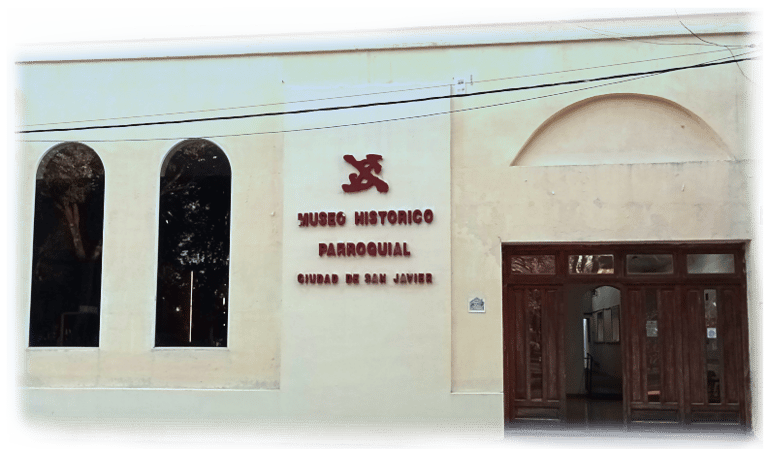 MUSEO HISTORICO
PARROQUIAL
CIUDAD DE SAN JAVIER